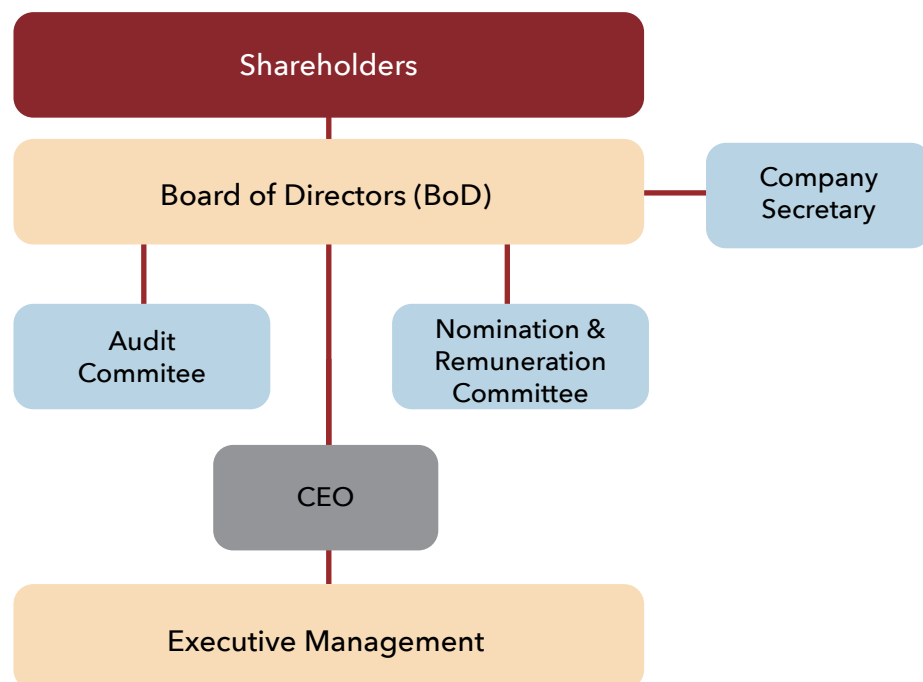 Shareholders
Board of Directors (BoD)
Company
Secretary
Audit
Commitee
Nomination &
Remuneration
Committee
CEO
Executive Management